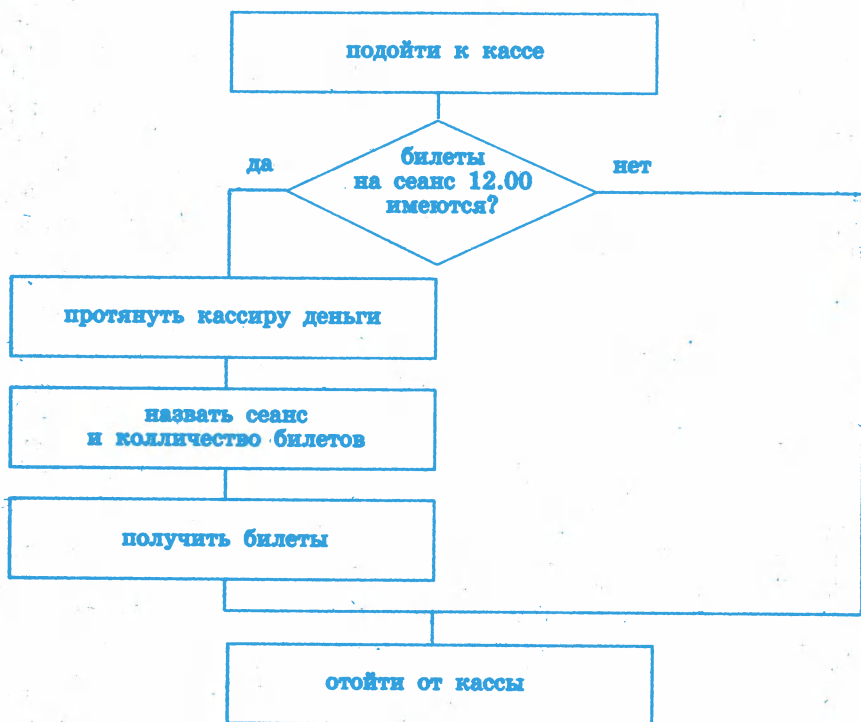 подойти к кассе
да
билеты
на сеанс 12.00
имеются?
нет
протянуть кассиру деньги
назвать сеанс
и колличество билетов
получить билеты
отойти от кассы